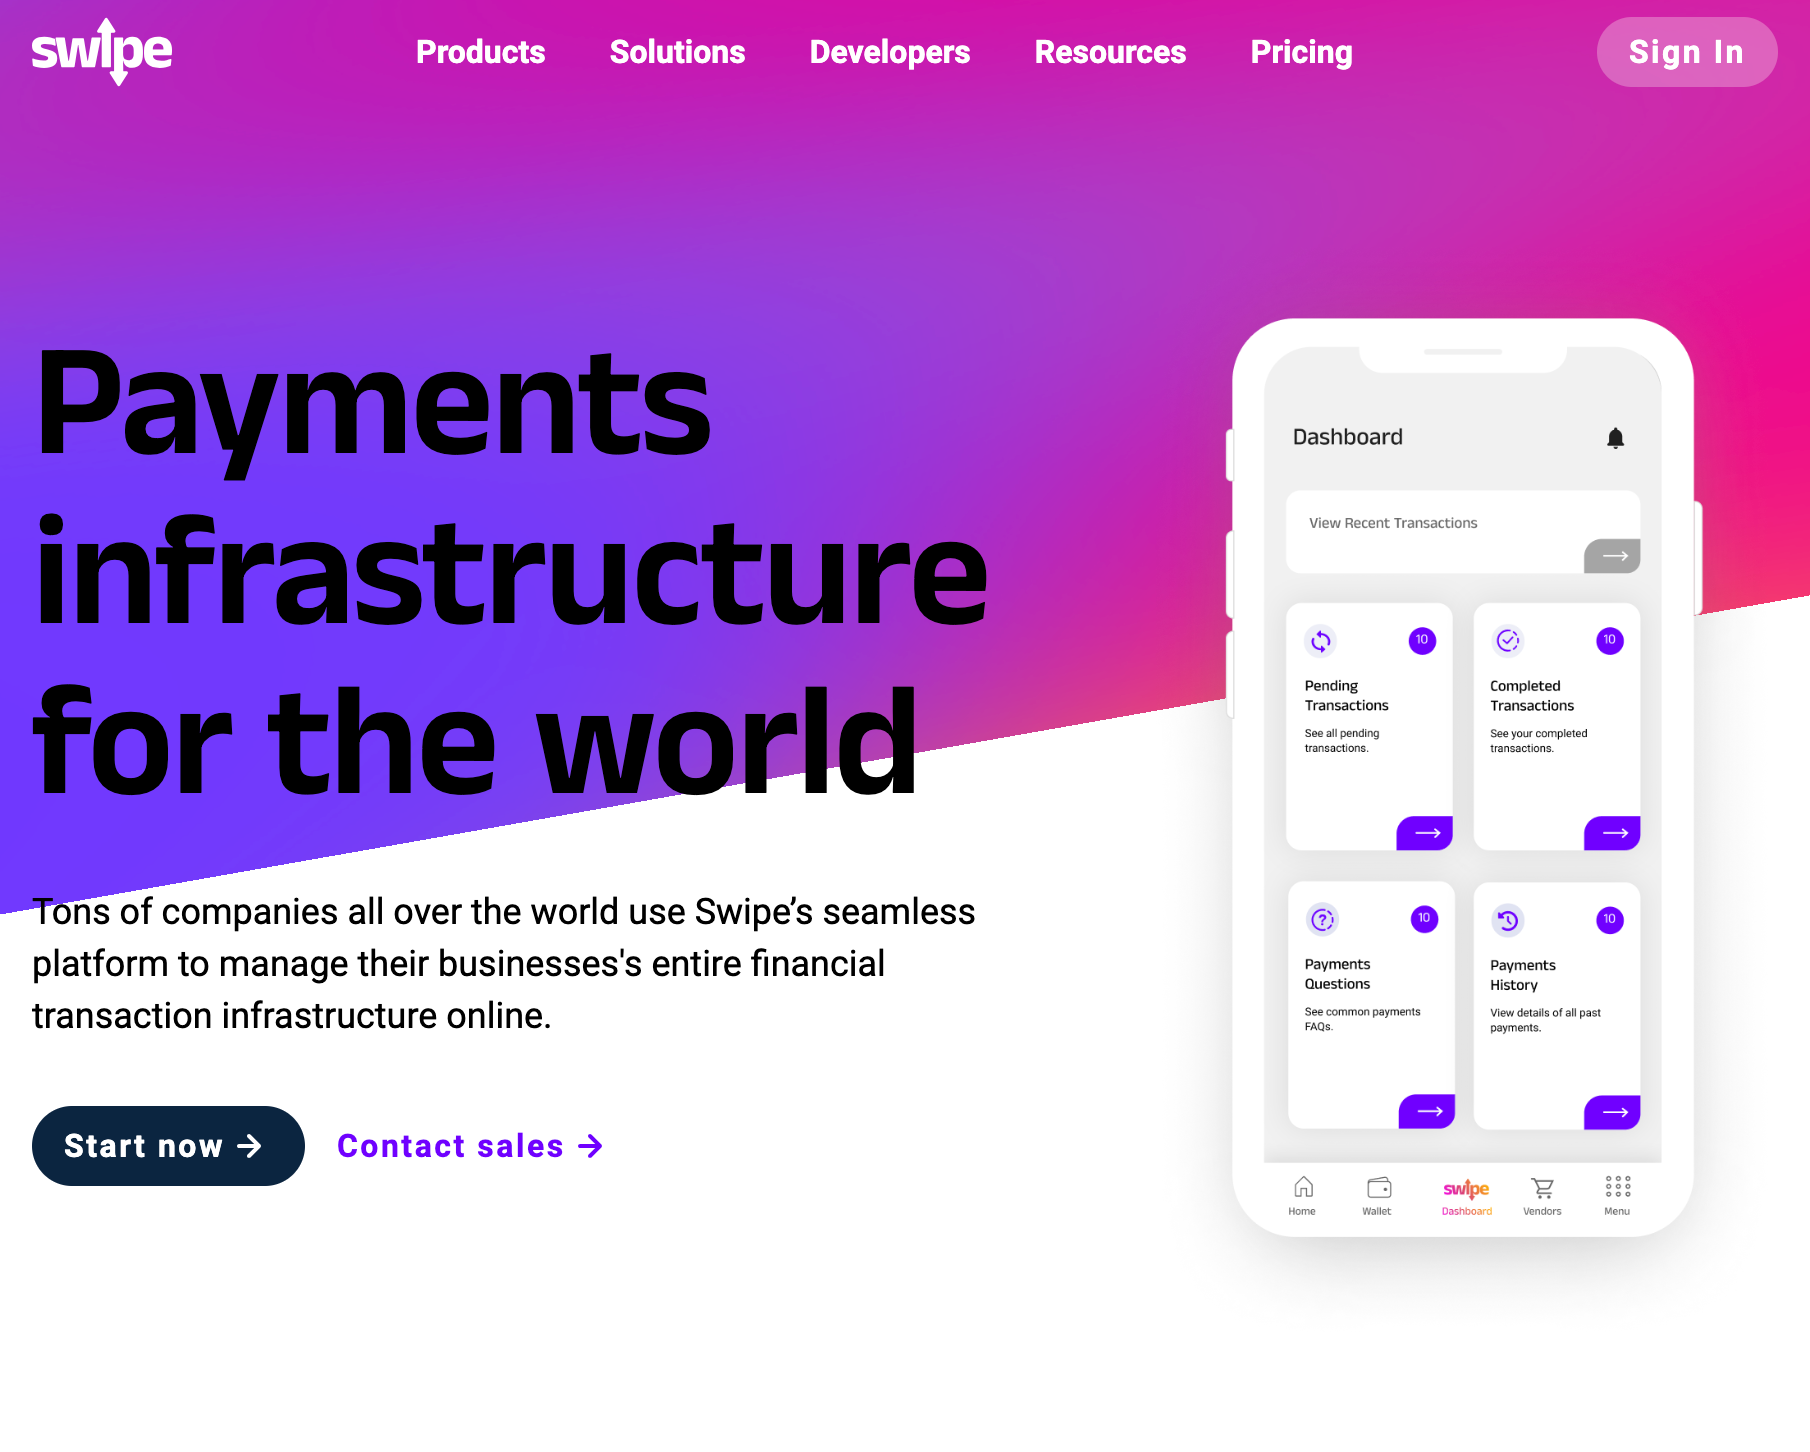 swipe
Products
Solutions
Developers
Resources
Pricing
Sign In
Payments
infrastructure
for the world
Tons of companies all over the world use Swipe’s seamless
platform to manage their businesses's entire financial
transaction infrastructure online.
Start now →
Contact sales →
Dashboard
View Recent Transactions
10
Pending
Transactions
See all pending
transactions.
10
Completed
Transactions
See your completed
transactions.
10
Payments
Questions
See common payments
FAQs.
10
Payments
History
View details of all past
payments.
Home
Wallet
swipe
Dashboard
Vendors
Menu